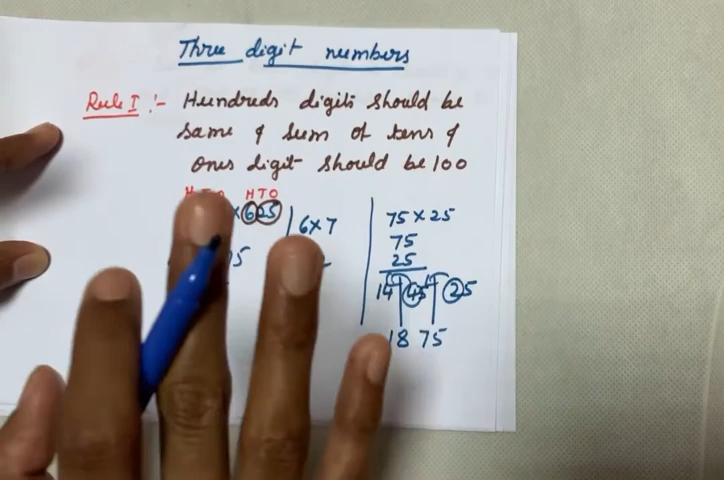 Three digit numbers
Rule I :- Hundreds digits should be
same & sum of tens &
ones digit should be 100
H T O
× 625
6×7
75×25
75
25
14 45 25
18 75